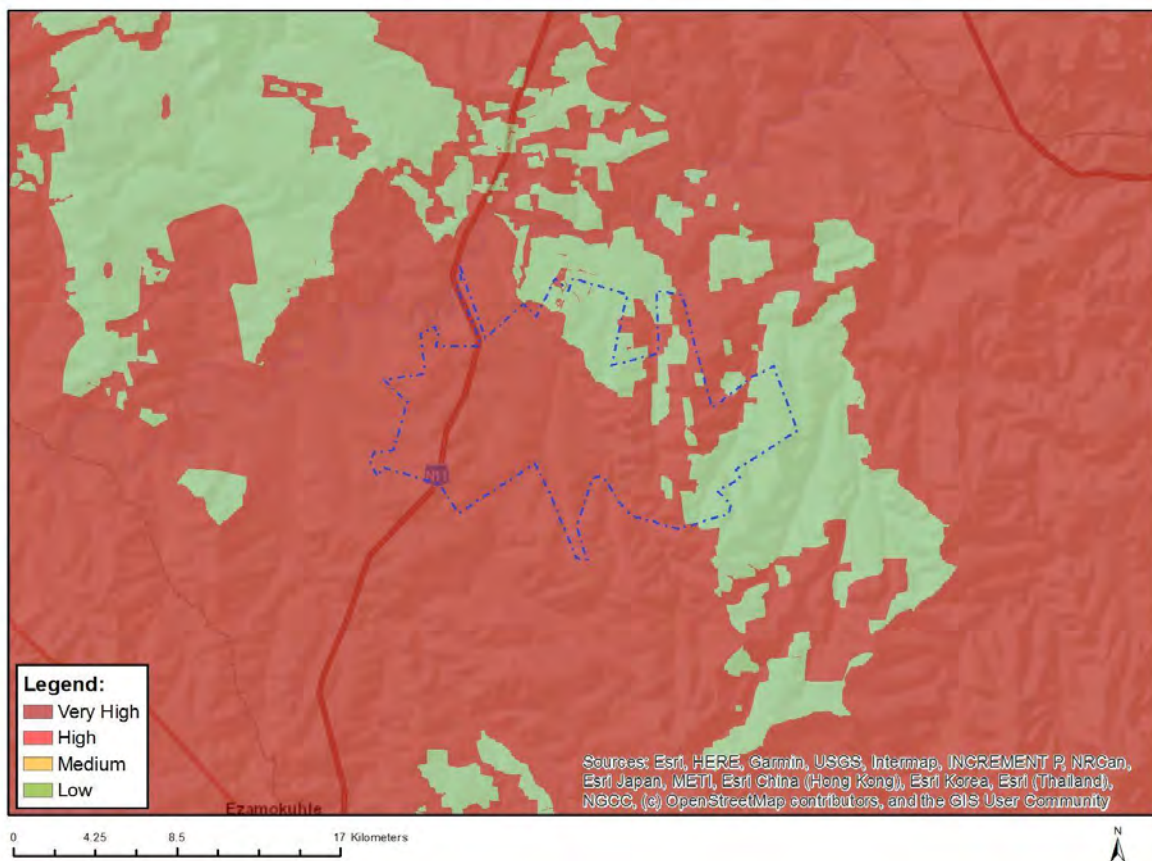 N11
Legend:
Very High
High
Medium
Low
Ezamokuhle
Sources: Esri, HERE, Garmin, USGS, Intermap, INCREMENT P, NRCan,
Esri Japan, METI, Esri China (Hong Kong), Esri Korea, Esri (Thailand),
NGCC, (c) OpenStreetMap contributors, and the GIS User Community
0 4.25 8.5 17 Kilometers
N